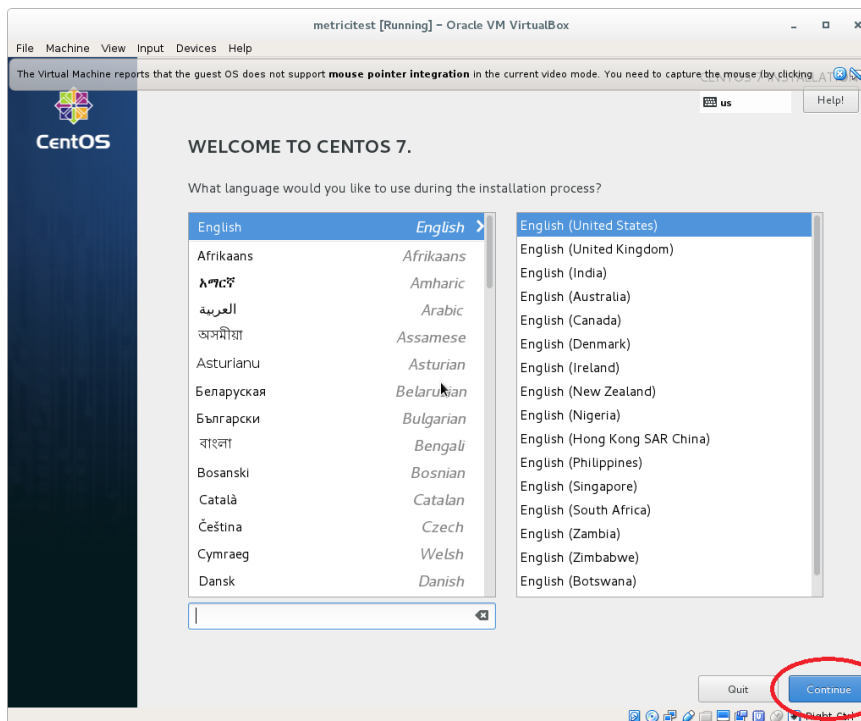 metricitest [Running] - Oracle VM VirtualBox
File Machine View Input Devices Help
The Virtual Machine reports that the guest OS does not support mouse pointer integration in the current video mode. You need to capture the mouse (by clicking
CENTOS 7 INSTALLAT
us
Help!
CentOS
WELCOME TO CENTOS 7.
What language would you like to use during the installation process?
English English
Afrikaans Afrikaans
አማርኛ Amharic
العربية Arabic
অসমীয়া Assamese
Asturianu Asturian
Беларуская Belarusian
Български Bulgarian
বাংলা Bengali
Bosanski Bosnian
Català Catalan
Čeština Czech
Cymraeg Welsh
Dansk Danish
English (United States)
English (United Kingdom)
English (India)
English (Australia)
English (Canada)
English (Denmark)
English (Ireland)
English (New Zealand)
English (Nigeria)
English (Hong Kong SAR China)
English (Philippines)
English (Singapore)
English (South Africa)
English (Zambia)
English (Zimbabwe)
English (Botswana)
Quit
Continue
Right Ctrl